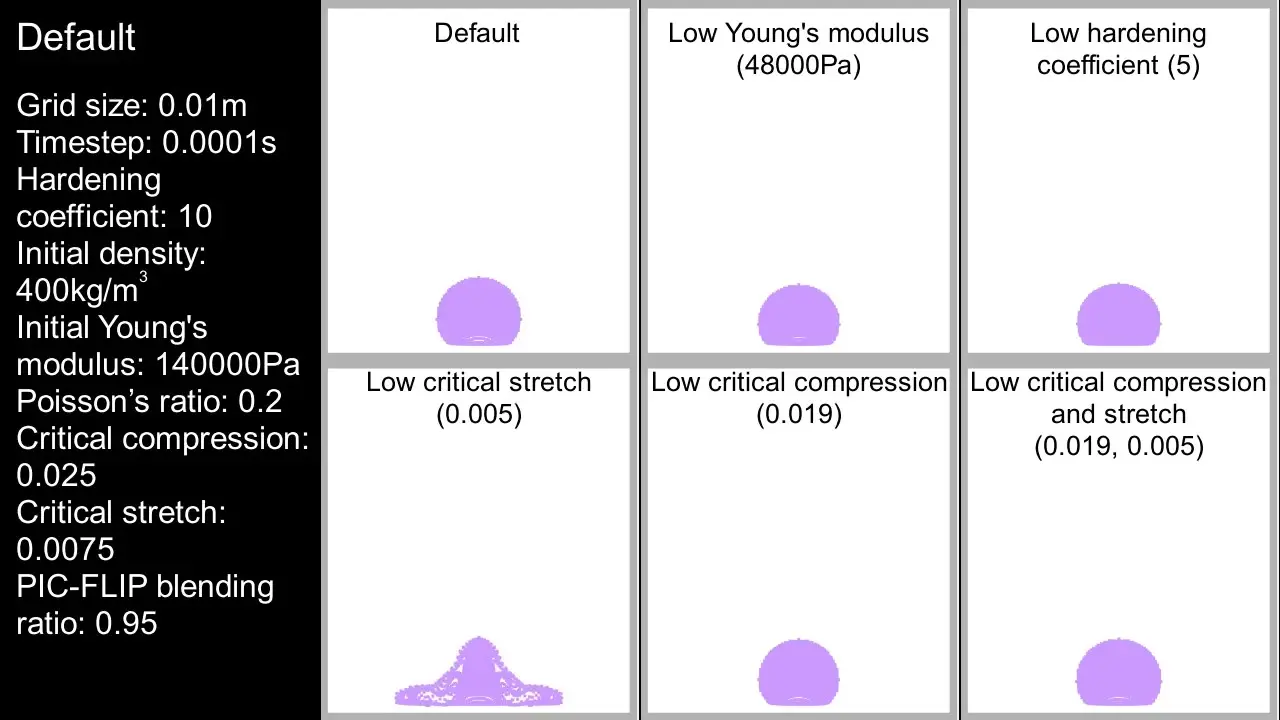 Default
Grid size: 0.01m
Timestep: 0.0001s
Hardening
coefficient: 10
Initial density:
400kg/m³
Initial Young's
modulus: 140000Pa
Poisson’s ratio: 0.2
Critical compression:
0.025
Critical stretch:
0.0075
PIC-FLIP blending
ratio: 0.95
Default
Low Young's modulus
(48000Pa)
Low hardening
coefficient (5)
Low critical stretch
(0.005)
Low critical compression
(0.019)
Low critical compression
and stretch
(0.019, 0.005)